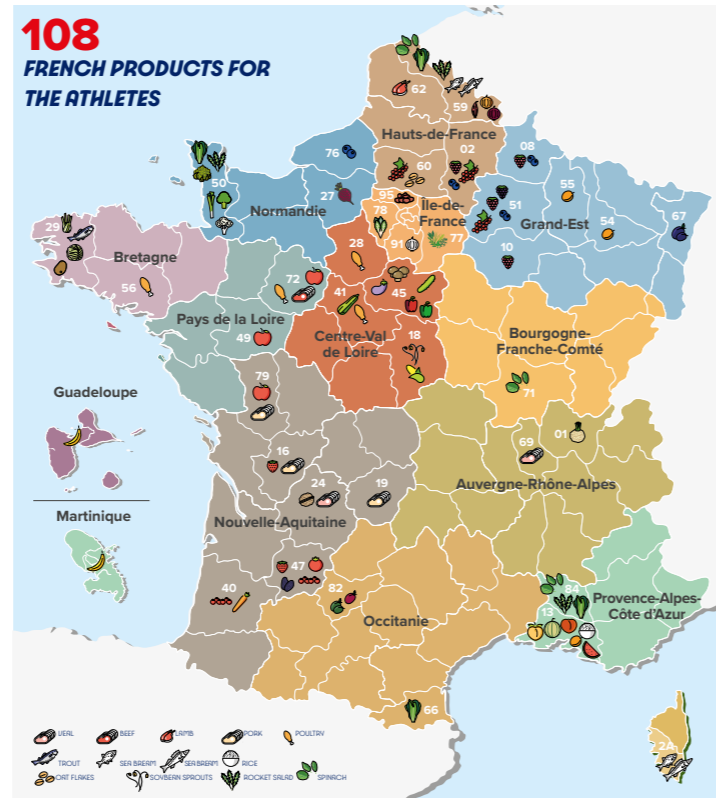 108
FRENCH PRODUCTS FOR
THE ATHLETES
62
59
Hauts-de-France
02
08
76
60
55
50
27
95
Île-de-
France
51
78
Normandie
Grand-Est
54
67
29
91
77
28
10
Bretagne
72
56
41
45
Pays de la Loire
18
Bourgogne-
Franche-Comté
49
Centre-Val
de Loire
79
71
Guadeloupe
01
69
16
24
19
Auvergne-Rhône-Alpes
Martinique
Nouvelle-Aquitaine
47
40
82
84
Provence-Alpes-
Côte d'Azur
13
Occitanie
66
2A
VEAL
BEEF
LAMB
PORK
POULTRY
TROUT
SEA BREAM
SEA BREAM
RICE
OAT FLAKES
SOYBEAN SPROUTS
ROCKET SALAD
SPINACH